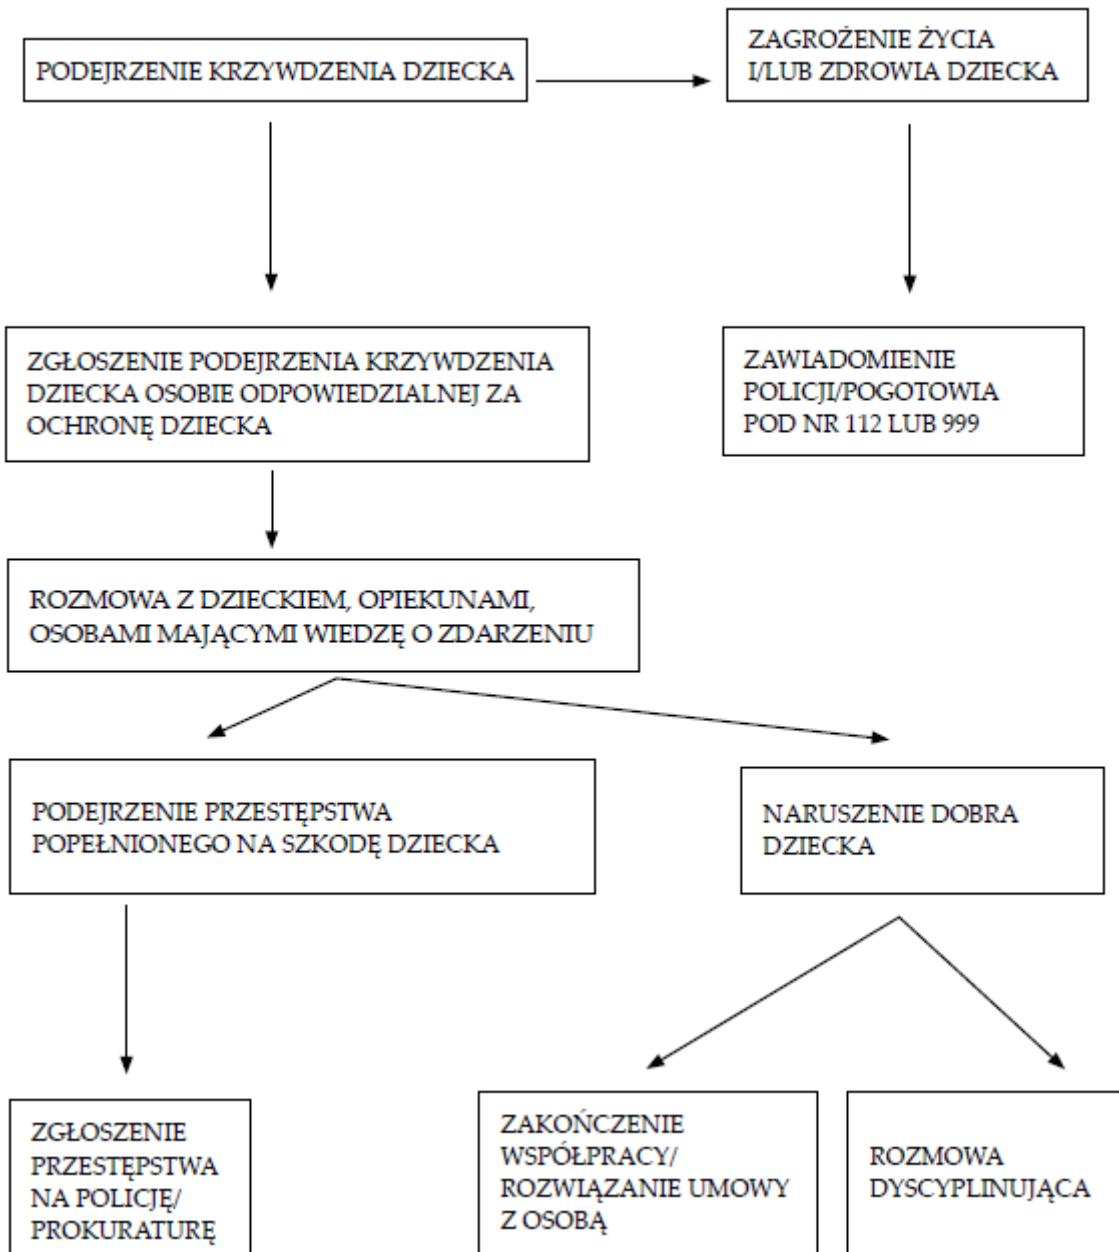 PODEJRZENIE KRZYWDZENIA DZIECKA
ZAGROŻENIE ŻYCIA
I/LUB ZDROWIA DZIECKA
ZGŁOSZENIE PODEJRZENIA KRZYWDZENIA
DZIECKA OSOBIE ODPOWIEDZIALNEJ ZA
OCHRONĘ DZIECKA
ZAWIADOMIENIE
POLICJI/POGOTOWIA
POD NR 112 LUB 999
ROZMOWA Z DZIECKIEM, OPIEKUNAMI,
OSOBAMI MAJĄCYMI WIEDZĘ O ZDARZENIU
PODEJRZENIE PRZESTĘPSTWA
POPEŁNIONEGO NA SZKODĘ DZIECKA
NARUSZENIE DOBRA
DZIECKA
ZGŁOSZENIE
PRZESTĘPSTWA
NA POLICJĘ/
PROKURATURĘ
ZAKOŃCZENIE
WSPÓŁPRACY/
ROZWIĄZANIE UMOWY
Z OSOBĄ
ROZMOWA
DYSCYPLINUJĄCA